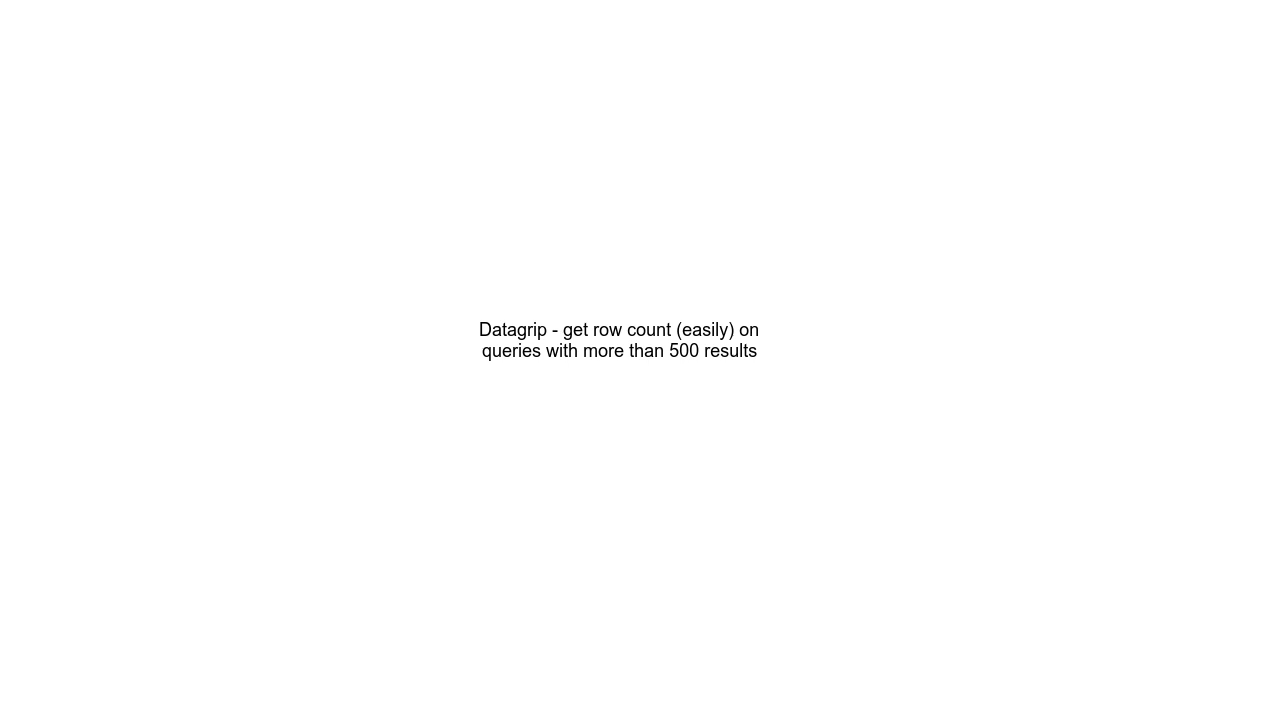 Datagrip - get row count (easily) on
queries with more than 500 results